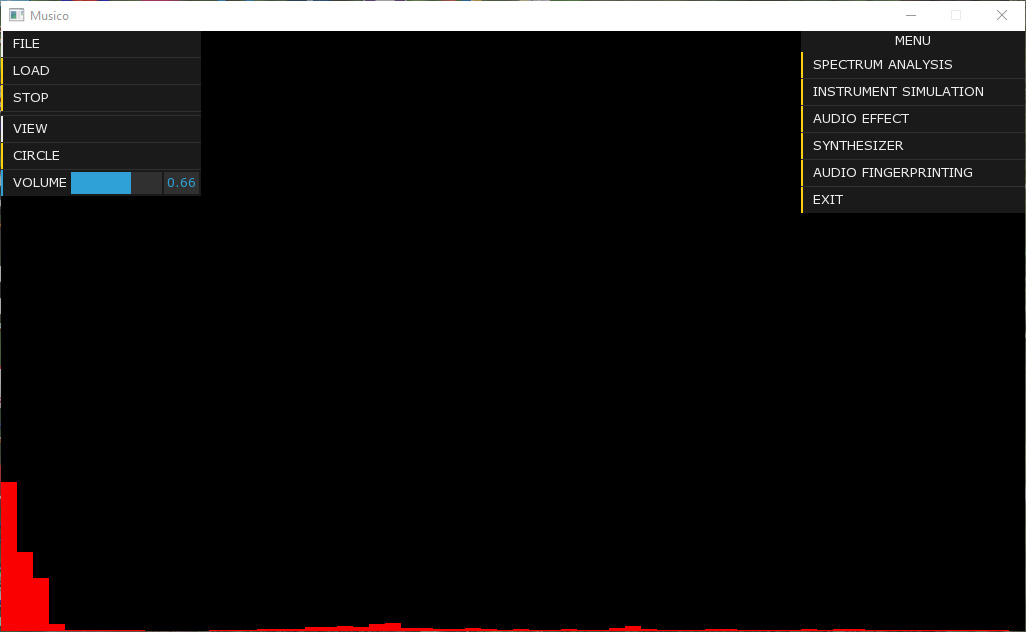 Musico
FILE
LOAD
STOP
VIEW
CIRCLE
VOLUME 0.66
MENU
SPECTRUM ANALYSIS
INSTRUMENT SIMULATION
AUDIO EFFECT
SYNTHESIZER
AUDIO FINGERPRINTING
EXIT